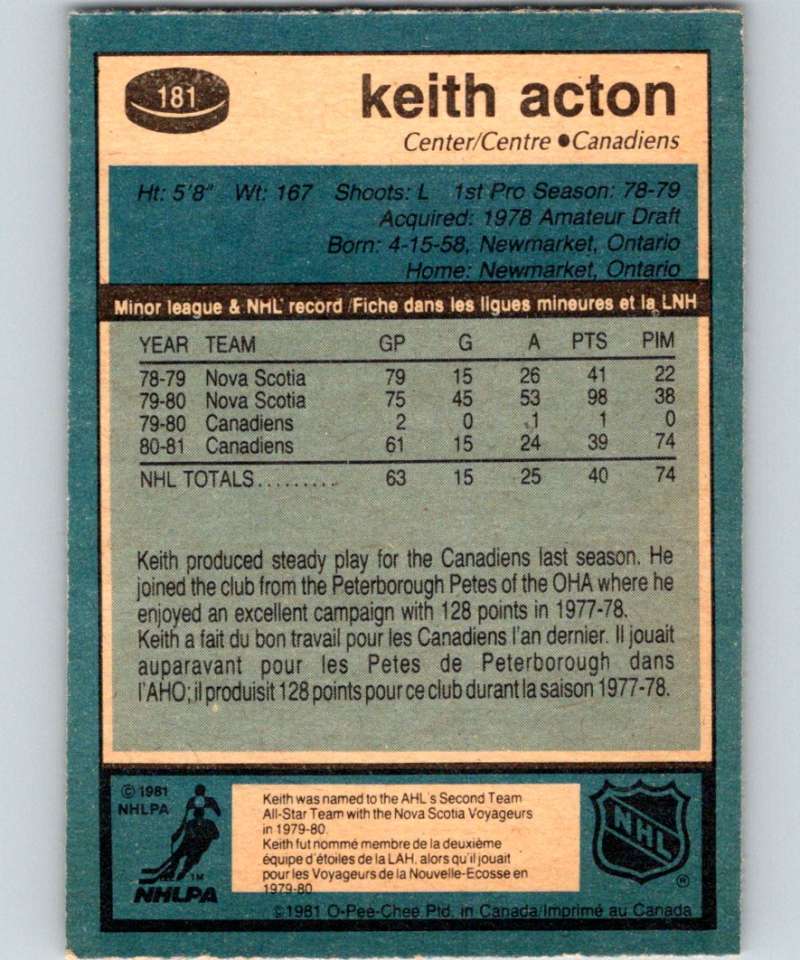 181
keith acton
Center/Centre ●Canadiens
Ht: 5'8" Wt: 167 Shoots: L 1st Pro Season: 78-79
Acquired: 1978 Amateur Draft
Born: 4-15-58, Newmarket, Ontario
Home: Newmarket, Ontario
Minor league & NHL record/Fiche dans les ligues mineures et la LNH
YEAR TEAM GP G A PTS PIM
78-79 Nova Scotia 79 15 26 41 22
79-80 Nova Scotia 75 45 53 98 38
79-80 Canadiens 2 0 1 1 0
80-81 Canadiens 61 15 24 39 74
NHL TOTALS......... 63 15 25 40 74
Keith produced steady play for the Canadiens last season. He
joined the club from the Peterborough Petes of the OHA where he
enjoyed an excellent campaign with 128 points in 1977-78.
Keith a fait du bon travail pour les Canadiens l'an dernier. Il jouait
auparavant pour les Petes de Peterborough dans
l'AHO; il produisit 128 points pour ce club durant la saison 1977-78.
© 1981
NHLPA
TM
NHLPA
Keith was named to the AHL's Second Team
All-Star Team with the Nova Scotia Voyageurs
in 1979-80.
Keith fut nommé membre de la deuxième
équipe d'étoiles de la LAH, alors qu'il jouait
pour les Voyageurs de la Nouvelle-Ecosse en
1979-80
NHL
®
©1981 O-Pee-Chee Ptd. in Canada/Imprimé au Canada